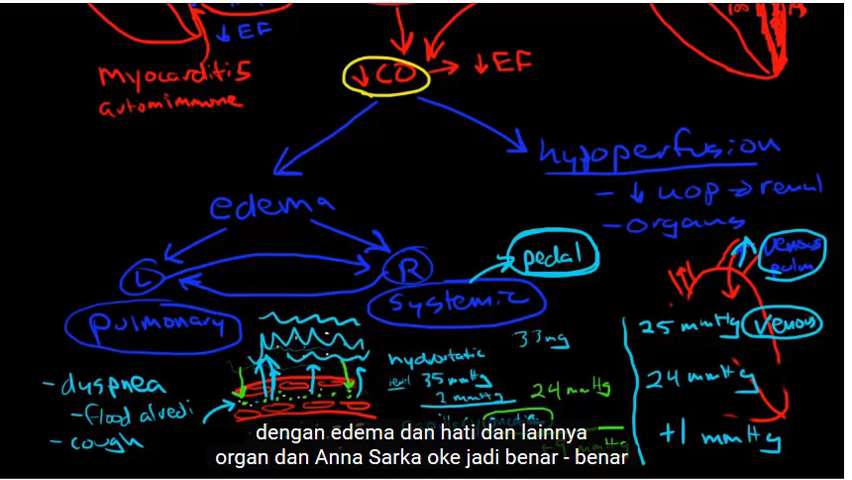 ↓ EF
myocarditis
autoimmune
↓ CO → ↓ EF
hypoperfusion
- ↓ UOP → renal
- organs
edema
L
R
pedal
pulmonary
systemic
venous
pulm
- dyspnea
- flood alveoli
- cough
hydrostatic
35 mmHg
2 mmHg
33 mg
24 mmHg
25 mmHg venous
24 mmHg
+1 mmHg
dengan edema dan hati dan lainnya
organ dan Anna Sarka oke jadi benar - benar